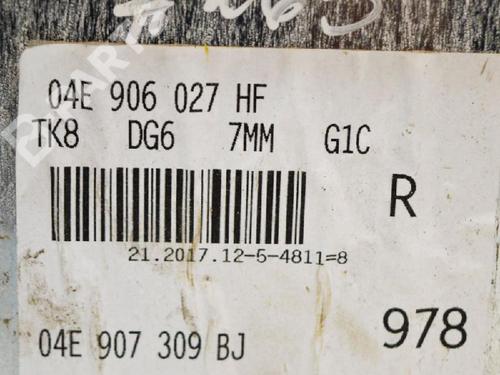 04E 906 027 HF
TK8 DG6 7MM G1C
R
21.2017.12-5-4811=8
04E 907 309 BJ
978